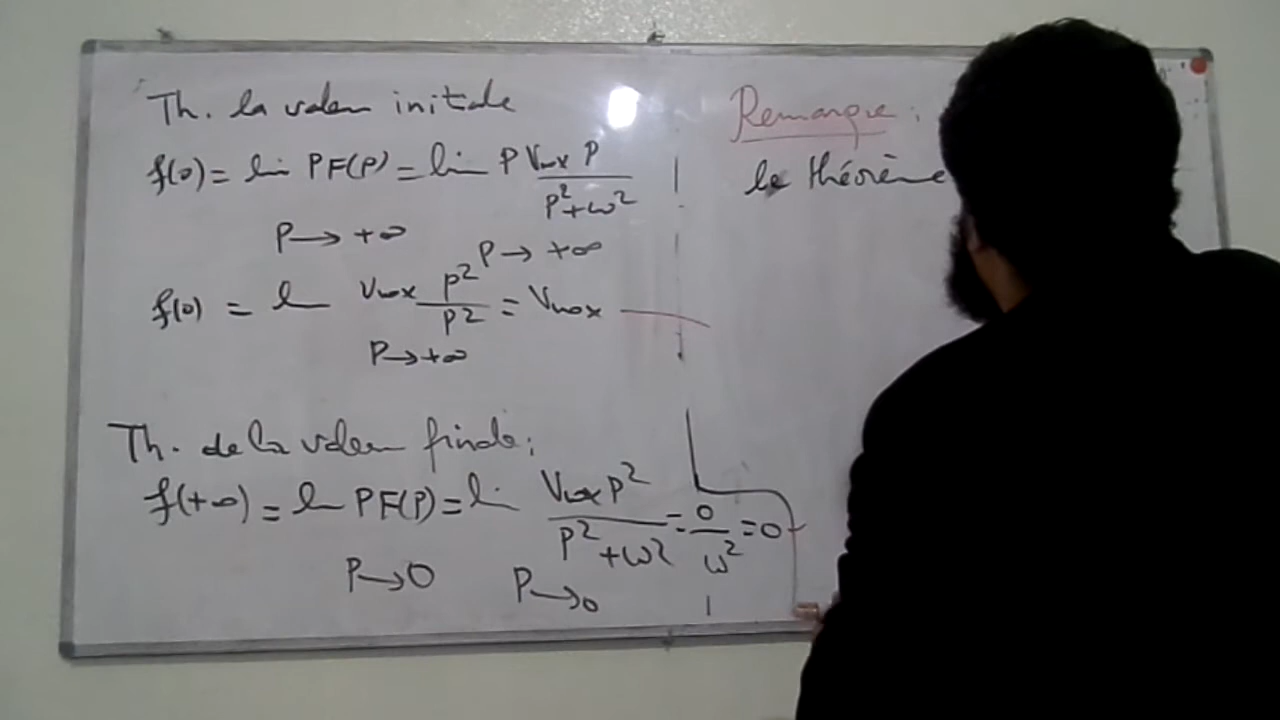 Th. la valeur initiale
f(0) = lim PF(P) = lim P Vmax P / P² + ω²
P → +∞
P → +∞
f(0) = lim Vmax P² / P² = Vmax
P → +∞
Th. de la valeur finale:
f(+∞) = lim PF(P) = lim Vmax P² / P² + ω² = 0 / ω² = 0
P → 0 P → 0
Remarque :
le théorème